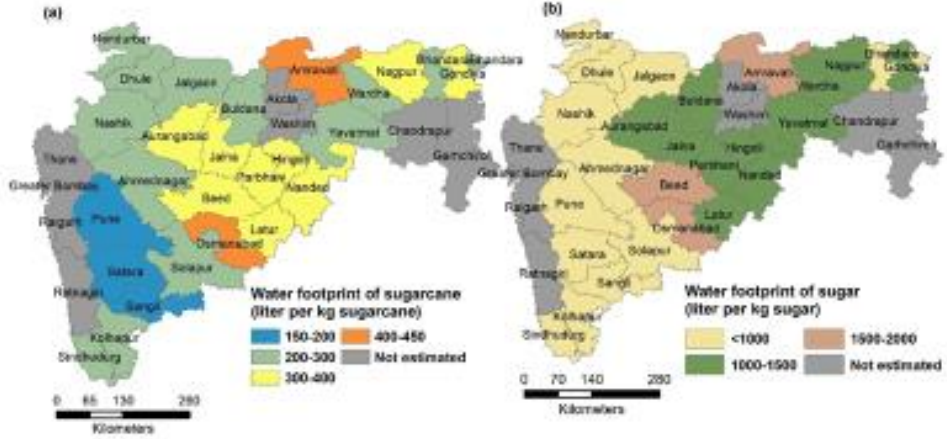 (a)
Nandurbar
Dhule
Jalgaon
Nashik
Buldana
Akola
Washim
Amravati
Wardha
Nagpur
Bhandara
Gondiya
Yavatmal
Chandrapur
Aurangabad
Jalna
Hingoli
Parbhani
Nanded
Thane
Greater Bombay
Ahmednagar
Beed
Latur
Osmanabad
Raigarh
Pune
Satara
Solapur
Ratnagiri
Sangli
Kolhapur
Sindhudurg
Water footprint of sugarcane
(liter per kg sugarcane)
150-200
400-450
200-300
Not estimated
300-400
0 65 130 260
Kilometers
(b)
Nandurbar
Dhule
Jalgaon
Nashik
Buldana
Akola
Washim
Amravati
Wardha
Nagpur
Bhandara
Gondiya
Yavatmal
Chandrapur
Aurangabad
Jalna
Hingoli
Parbhani
Nanded
Thane
Greater Bombay
Ahmednagar
Beed
Latur
Osmanabad
Raigarh
Pune
Satara
Solapur
Ratnagiri
Sangli
Kolhapur
Sindhudurg
Water footprint of sugar
(liter per kg sugar)
<1000
1500-2000
1000-1500
Not estimated
0 70 140 280
Kilometers